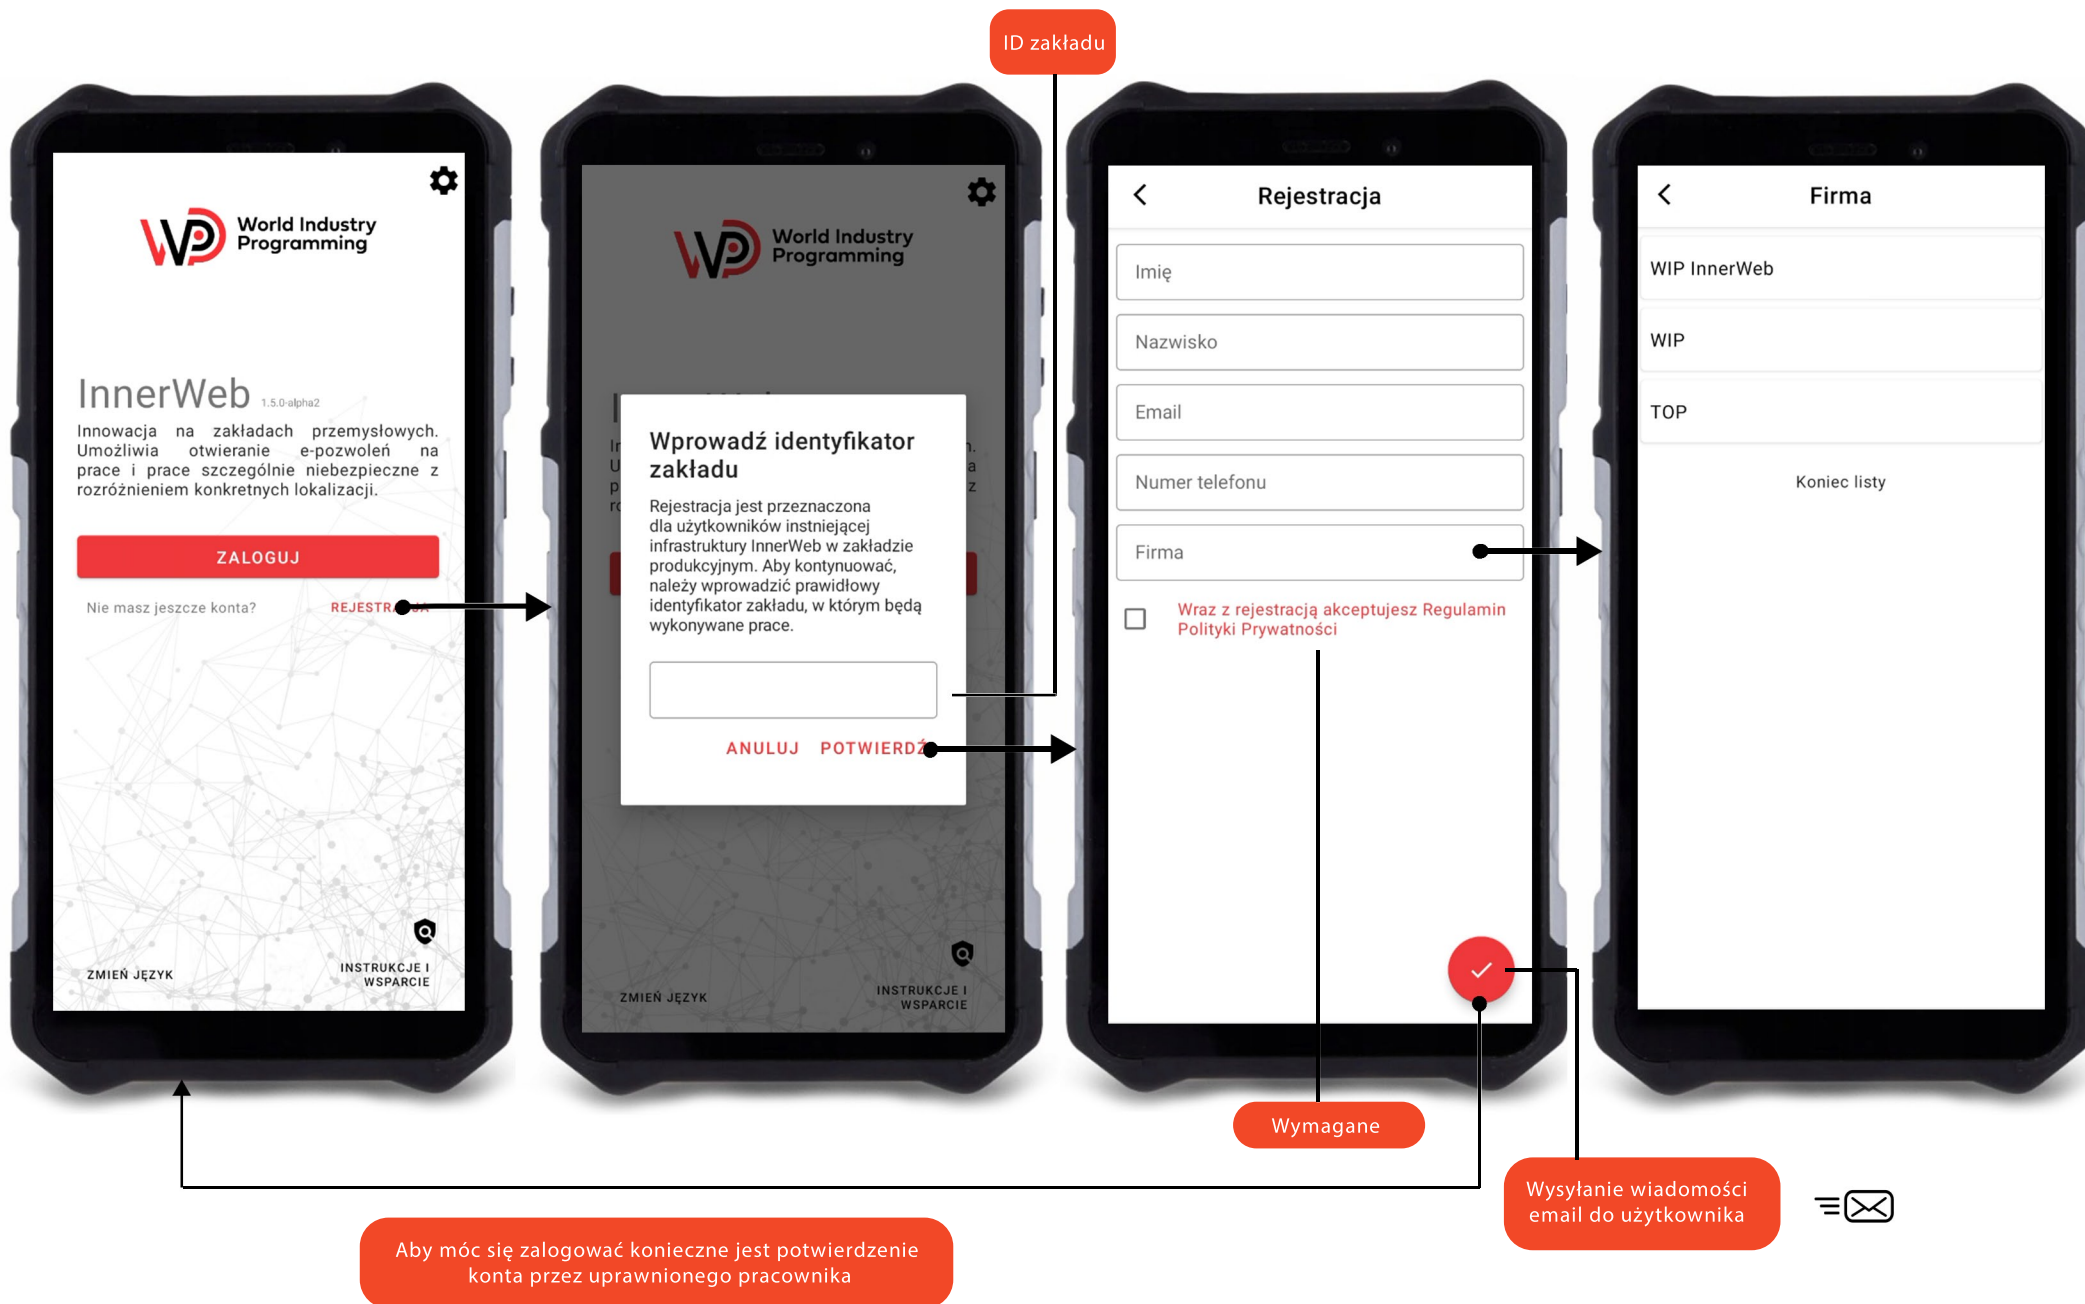 ID zakładu
World Industry
Programming
InnerWeb 1.5.0-alpha2
Innowacja na zakładach przemysłowych.
Umożliwia otwieranie e-pozwoleń na
prace i prace szczególnie niebezpieczne z
rozróżnieniem konkretnych lokalizacji.
ZALOGUJ
Nie masz jeszcze konta?
ZMIEŃ JĘZYK
INSTRUKCJE I
WSPARCIE
World Industry
Programming
Wprowadź identyfikator
zakładu
Rejestracja jest przeznaczona
dla użytkowników instniejącej
infrastruktury InnerWeb w zakładzie
produkcyjnym. Aby kontynuować,
należy wprowadzić prawidłowy
identyfikator zakładu, w którym będą
wykonywane prace.
ANULUJ POTWIERDŹ
ZMIEŃ JĘZYK
INSTRUKCJE I
WSPARCIE
Rejestracja
Imię
Nazwisko
Email
Numer telefonu
Firma
Wraz z rejestracją akceptujesz Regulamin
Polityki Prywatności
Firma
WIP InnerWeb
WIP
TOP
Koniec listy
Wymagane
Wysyłanie wiadomości
email do użytkownika
Aby móc się zalogować konieczne jest potwierdzenie
konta przez uprawnionego pracownika